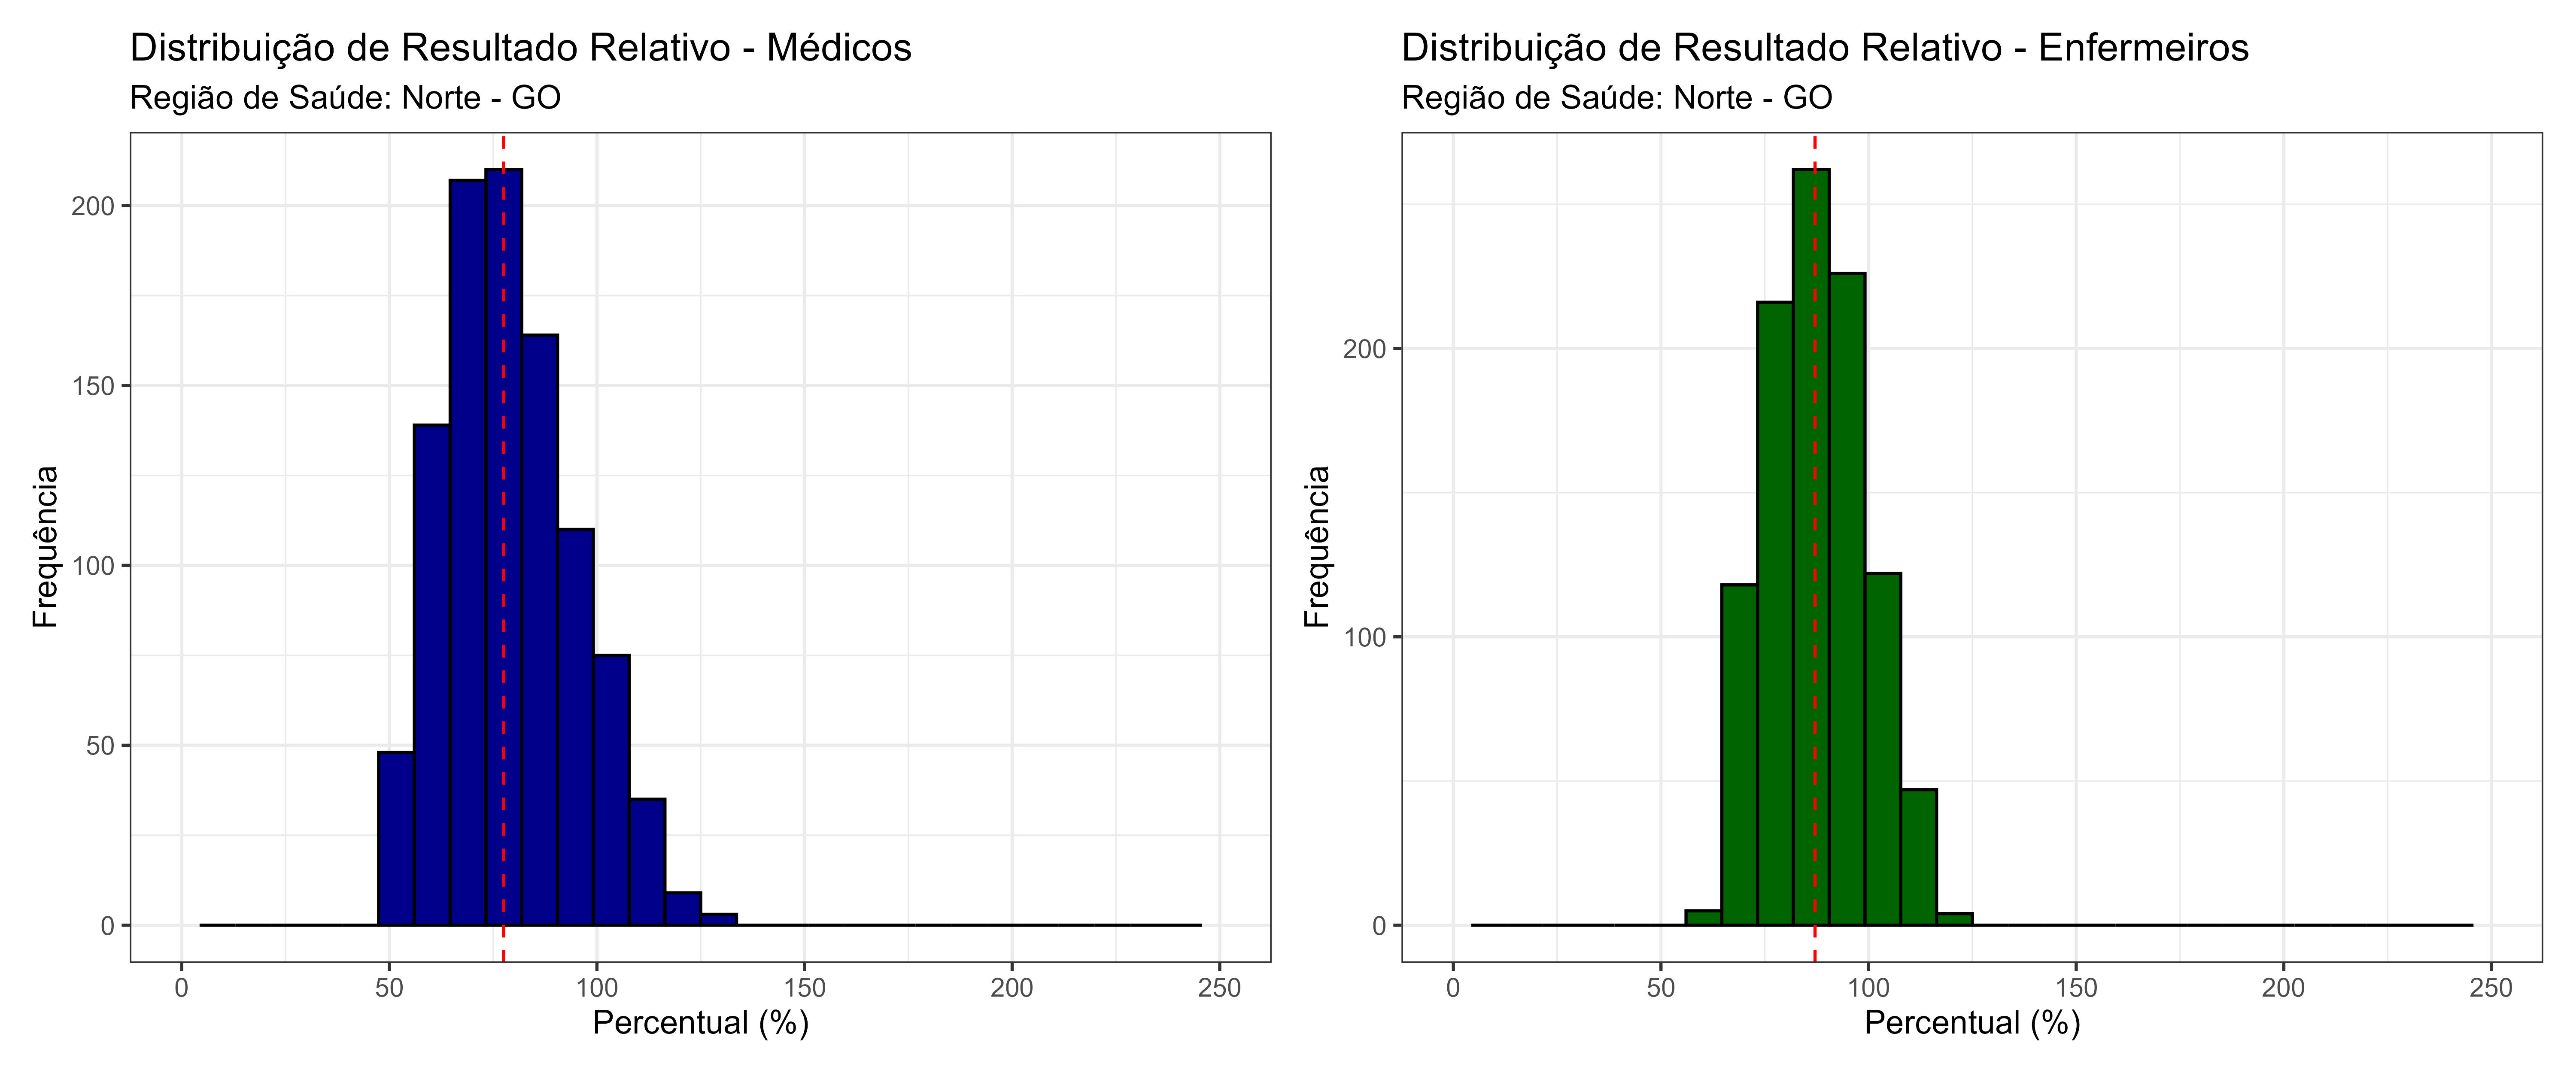 Distribuição de Resultado Relativo - Médicos
Região de Saúde: Norte - GO
Frequência
200
150
100
50
0
0 50 100 150 200 250
Percentual (%)
Distribuição de Resultado Relativo - Enfermeiros
Região de Saúde: Norte - GO
Frequência
200
100
0
0 50 100 150 200 250
Percentual (%)